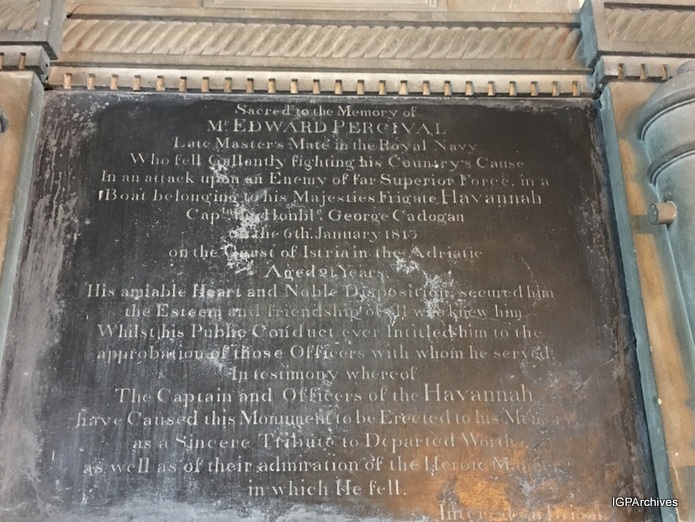 Sacred to the Memory of
Mr. EDWARD PERCIVAL
Late Master's Mate in the Royal Navy
Who fell Gallantly fighting his Country's Cause
In an attack upon an Enemy of far Superior Force, in a
Boat belonging to his Majesties Frigate Havannah
Captn. the Honble. George Cadogan
on the 6th. January 1813
on the Coast of Istria in the Adriatic
Aged 21 Years
His amiable Heart and Noble Disposition, secured him
the Esteem and friendship of all who knew him
Whilst his Public Conduct ever Intitled him to the
approbation of those Officers with whom he served,
In testimony whereof
The Captain and Officers of the Havannah
have Caused this Monument to be Erected to his Memory
as a Sincere Tribute to Departed Worth
as well as of their admiration of the Heroic Manner
in which He fell.
IGPArchives